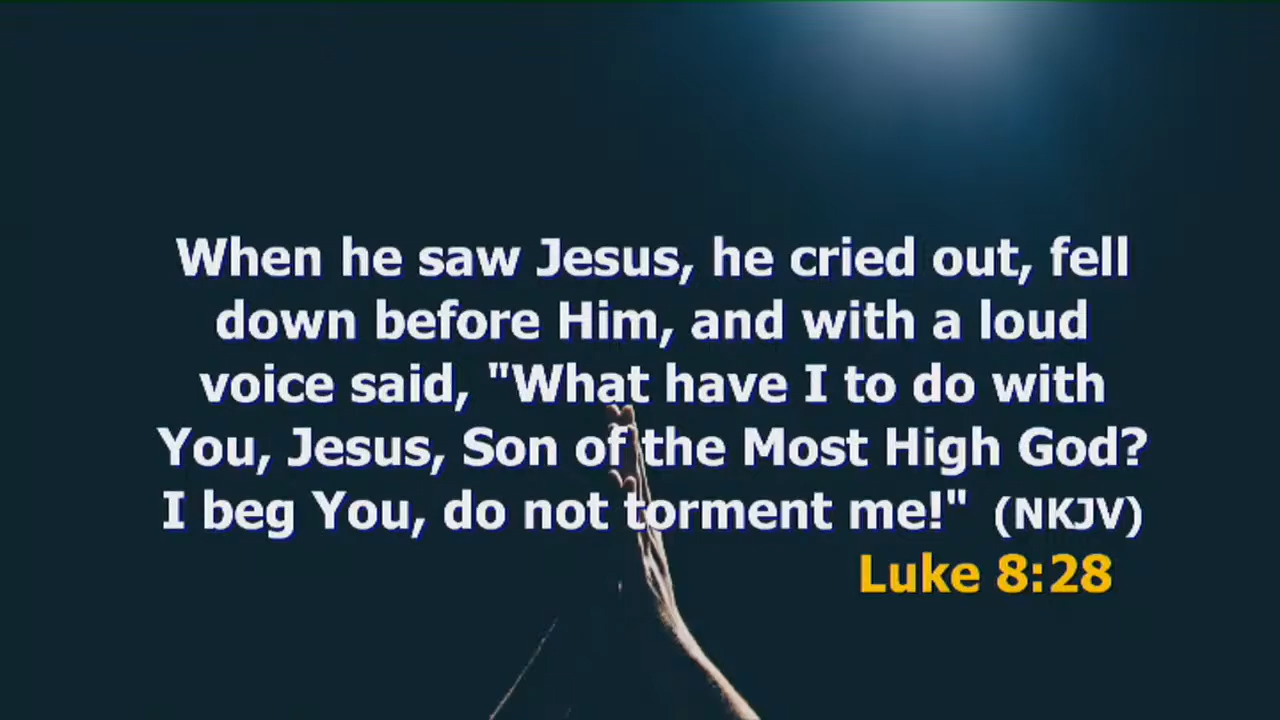 When he saw Jesus, he cried out, fell
down before Him, and with a loud
voice said, "What have I to do with
You, Jesus, Son of the Most High God?
I beg You, do not torment me!" (NKJV)
Luke 8:28